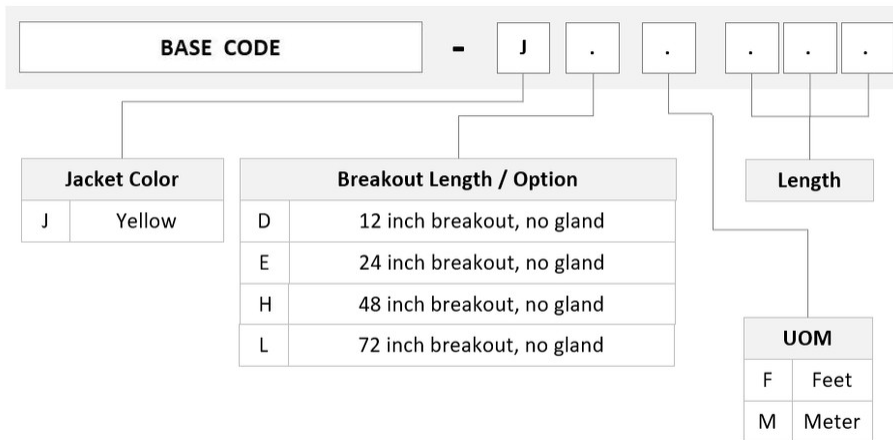 BASE CODE - J . . . . .
Jacket Color
J Yellow
Breakout Length / Option
D 12 inch breakout, no gland
E 24 inch breakout, no gland
H 48 inch breakout, no gland
L 72 inch breakout, no gland
Length
UOM
F Feet
M Meter